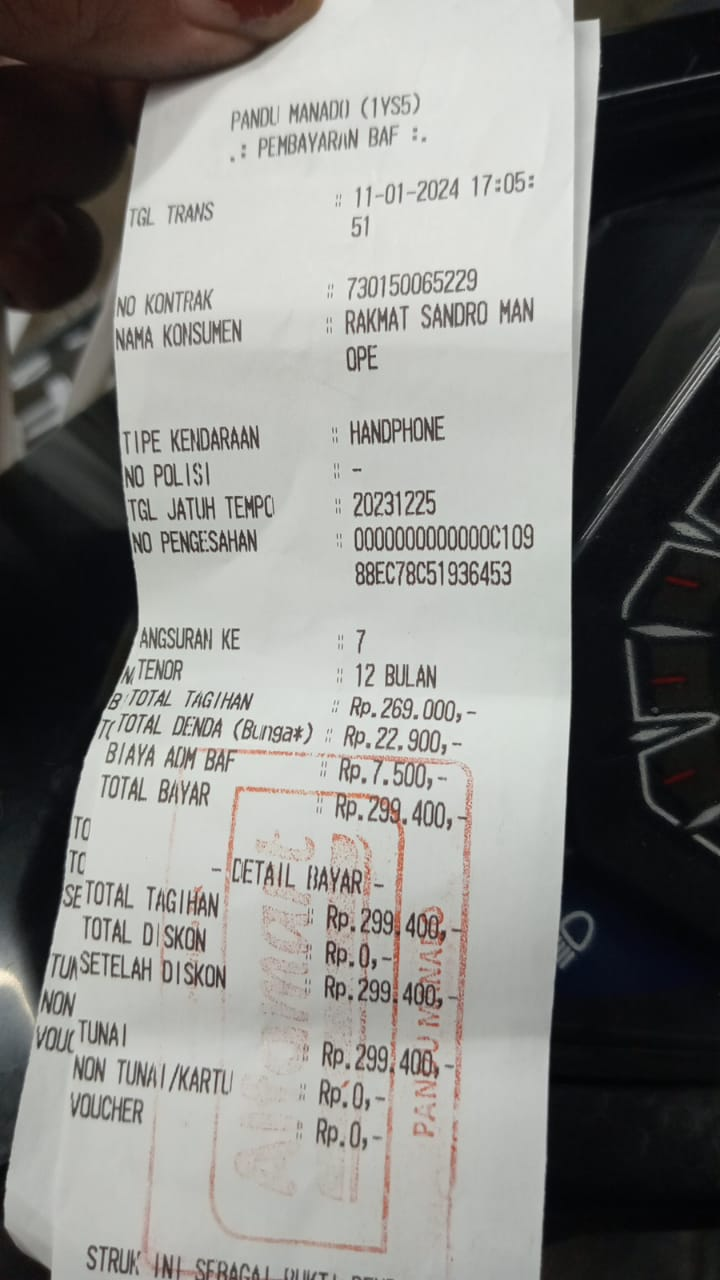 PANDU MANADO (1YS5)
.: PEMBAYARAN BAF :.
TGL TRANS :: 11-01-2024 17:05:
51
NO KONTRAK :: 730150065229
NAMA KONSUMEN :: RAKMAT SANDRO MAN
OPE
TIPE KENDARAAN :: HANDPHONE
NO POLISI :: -
TGL JATUH TEMPO :: 20231225
NO PENGESAHAN :: 0000000000000C109
88EC78C51936453
ANGSURAN KE :: 7
TENOR :: 12 BULAN
TOTAL TAGIHAN :: Rp.269.000,-
TOTAL DENDA (Bunga*) :: Rp.22.900,-
BIAYA ADM BAF :: Rp.7.500,-
TOTAL BAYAR :: Rp.299.400,-
- DETAIL BAYAR -
TOTAL TAGIHAN :: Rp.299.400,-
TOTAL DISKON :: Rp.0,-
SETELAH DISKON :: Rp.299.400,-
TUNAI :: Rp.299.400,-
NON TUNAI/KARTU :: Rp.0,-
VOUCHER :: Rp.0,-
STRUK INI SEBAGAI BUKTI
Alfamart
PANDU MANADO